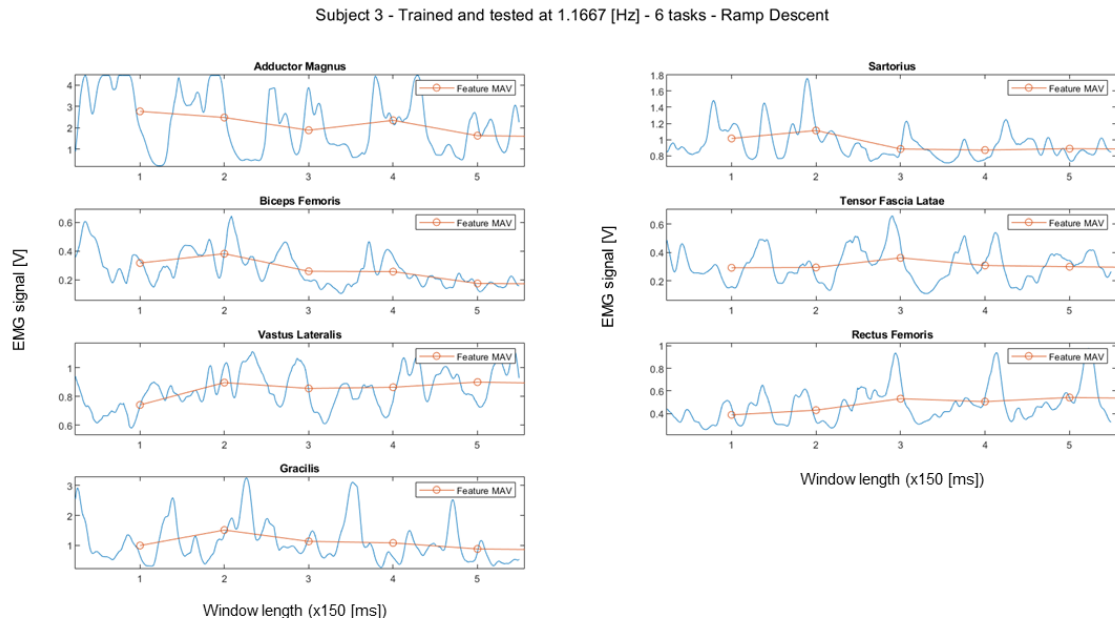 Subject 3 - Trained and tested at 1.1667 [Hz] - 6 tasks - Ramp Descent
EMG signal [V]
Adductor Magnus
Feature MAV
4
3
2
1
1 2 3 4 5
Biceps Femoris
Feature MAV
0.6
0.4
0.2
1 2 3 4 5
Vastus Lateralis
Feature MAV
1
0.8
0.6
1 2 3 4 5
Gracilis
Feature MAV
3
2
1
1 2 3 4 5
Window length (x150 [ms])
EMG signal [V]
Sartorius
Feature MAV
1.8
1.6
1.4
1.2
1
0.8
1 2 3 4 5
Tensor Fascia Latae
Feature MAV
0.6
0.4
0.2
1 2 3 4 5
Rectus Femoris
Feature MAV
1
0.8
0.6
0.4
1 2 3 4 5
Window length (x150 [ms])